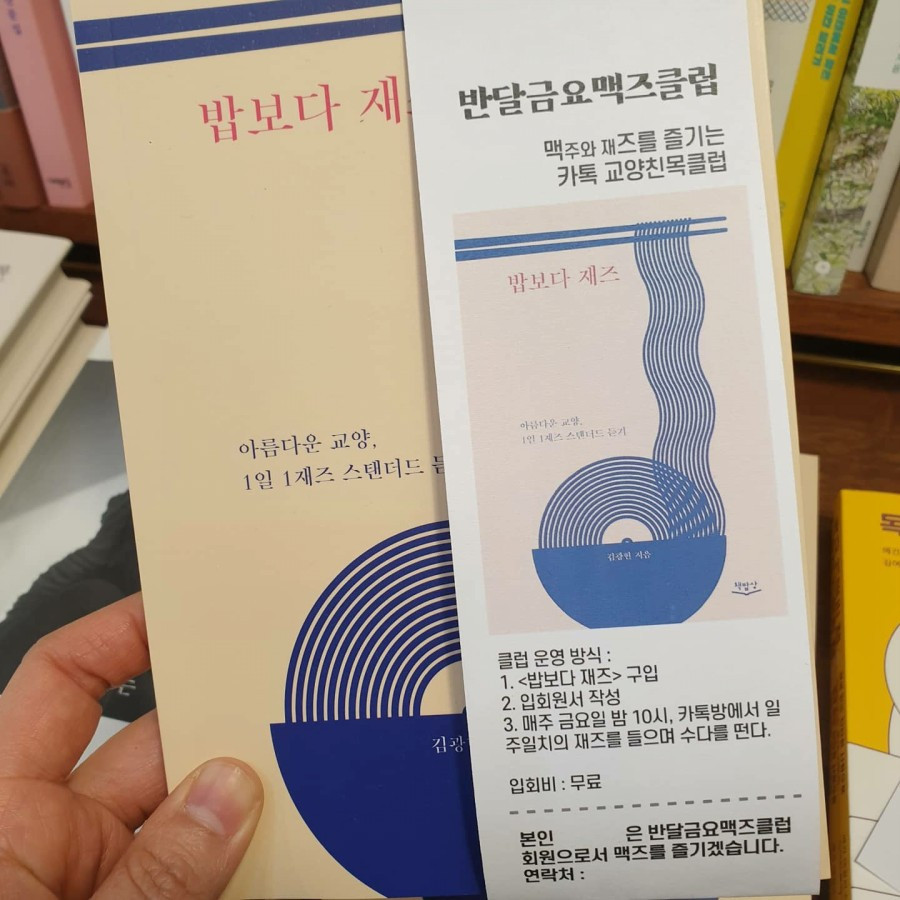 밥보다 재
아름다운 교양,
1일 1재즈 스탠더드
김광
반달금요맥즈클럽
맥주와 재즈를 즐기는
카톡 교양친목클럽
밥보다 재즈
아름다운 교양,
1일 1재즈 스탠더드 듣기
김광현 지음
책밥상
클럽 운영 방식 :
1. <밥보다 재즈> 구입
2. 입회원서 작성
3. 매주 금요일 밤 10시, 카톡방에서 일
주일치의 재즈를 들으며 수다를 떤다.
입회비 : 무료
본인 은 반달금요맥즈클럽
회원으로서 맥즈를 즐기겠습니다.
연락처 :